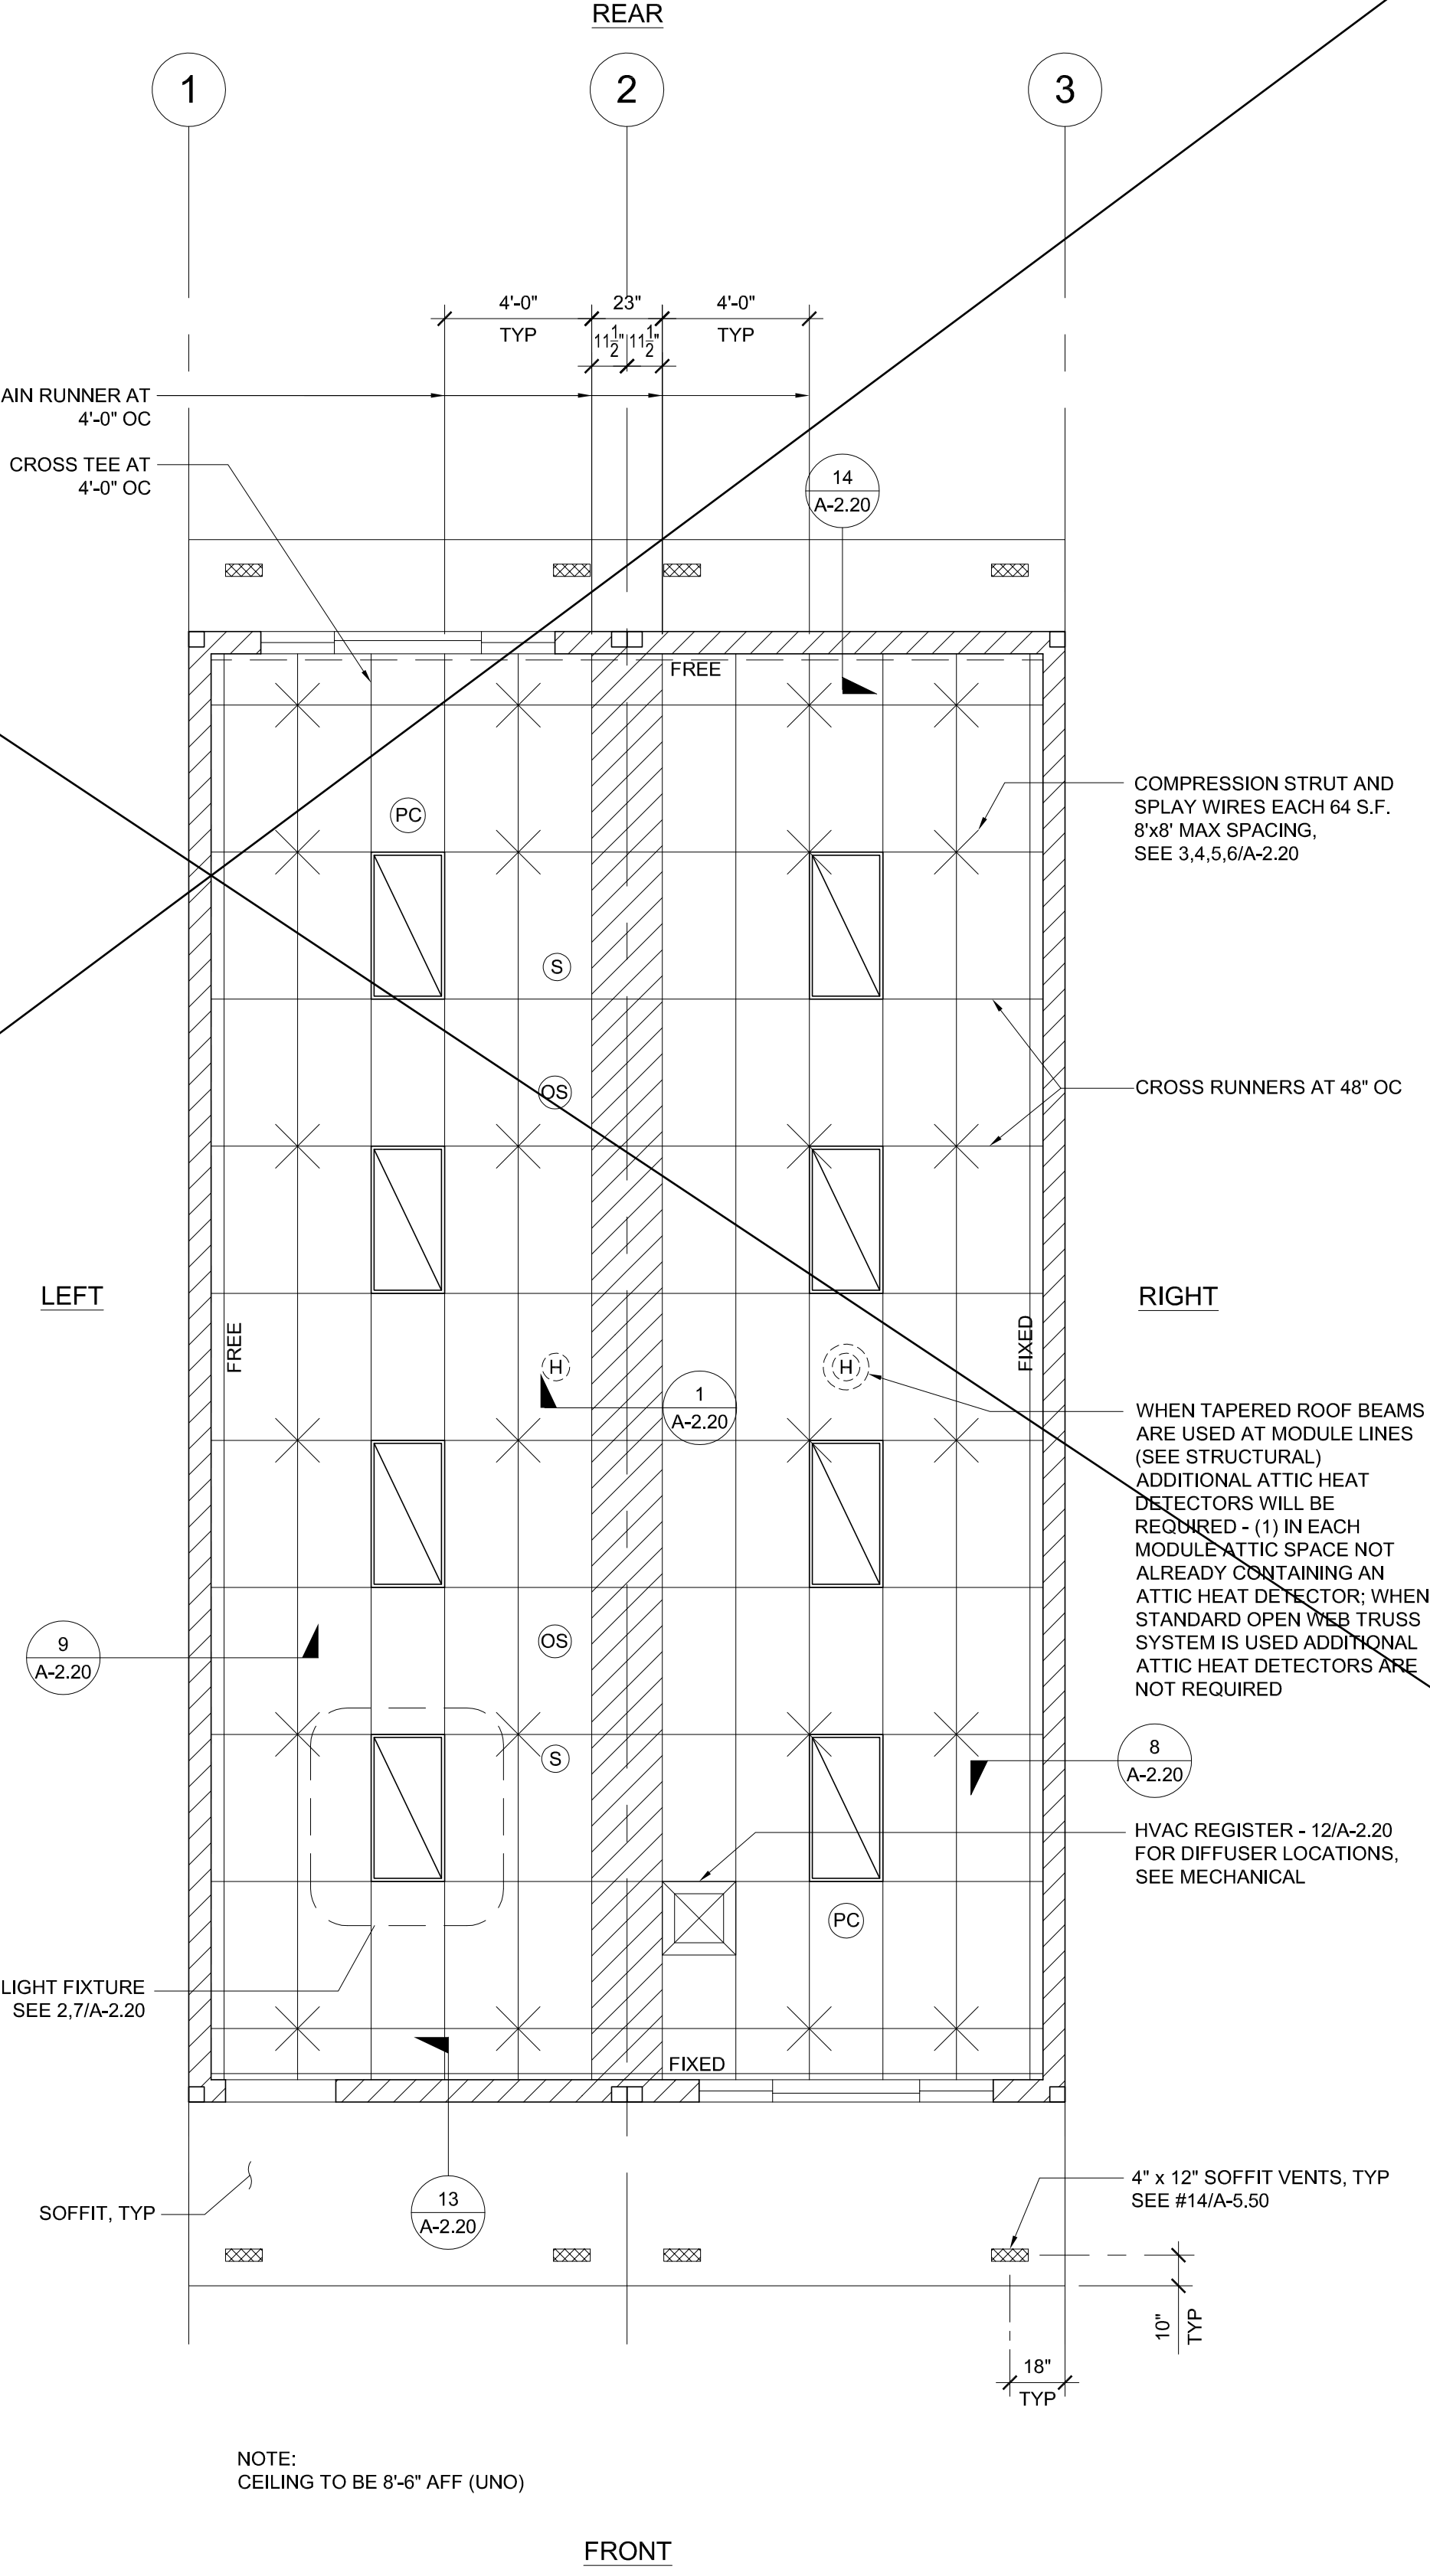 REAR
1
2
3
4'-0"
23"
4'-0"
TYP
11 1/2"
11 1/2"
TYP
AIN RUNNER AT
4'-0" OC
CROSS TEE AT
4'-0" OC
14
A-2.20
FREE
COMPRESSION STRUT AND
SPLAY WIRES EACH 64 S.F.
8'x8' MAX SPACING,
SEE 3,4,5,6/A-2.20
PC
S
OS
CROSS RUNNERS AT 48" OC
LEFT
RIGHT
FREE
FIXED
H
H
1
A-2.20
WHEN TAPERED ROOF BEAMS
ARE USED AT MODULE LINES
(SEE STRUCTURAL)
ADDITIONAL ATTIC HEAT
DETECTORS WILL BE
REQUIRED - (1) IN EACH
MODULE ATTIC SPACE NOT
ALREADY CONTAINING AN
ATTIC HEAT DETECTOR; WHEN
STANDARD OPEN WEB TRUSS
SYSTEM IS USED ADDITIONAL
ATTIC HEAT DETECTORS ARE
NOT REQUIRED
9
A-2.20
OS
S
8
A-2.20
HVAC REGISTER - 12/A-2.20
FOR DIFFUSER LOCATIONS,
SEE MECHANICAL
PC
LIGHT FIXTURE
SEE 2,7/A-2.20
FIXED
SOFFIT, TYP
13
A-2.20
4" x 12" SOFFIT VENTS, TYP
SEE #14/A-5.50
10"
TYP
18"
TYP
NOTE:
CEILING TO BE 8'-6" AFF (UNO)
FRONT